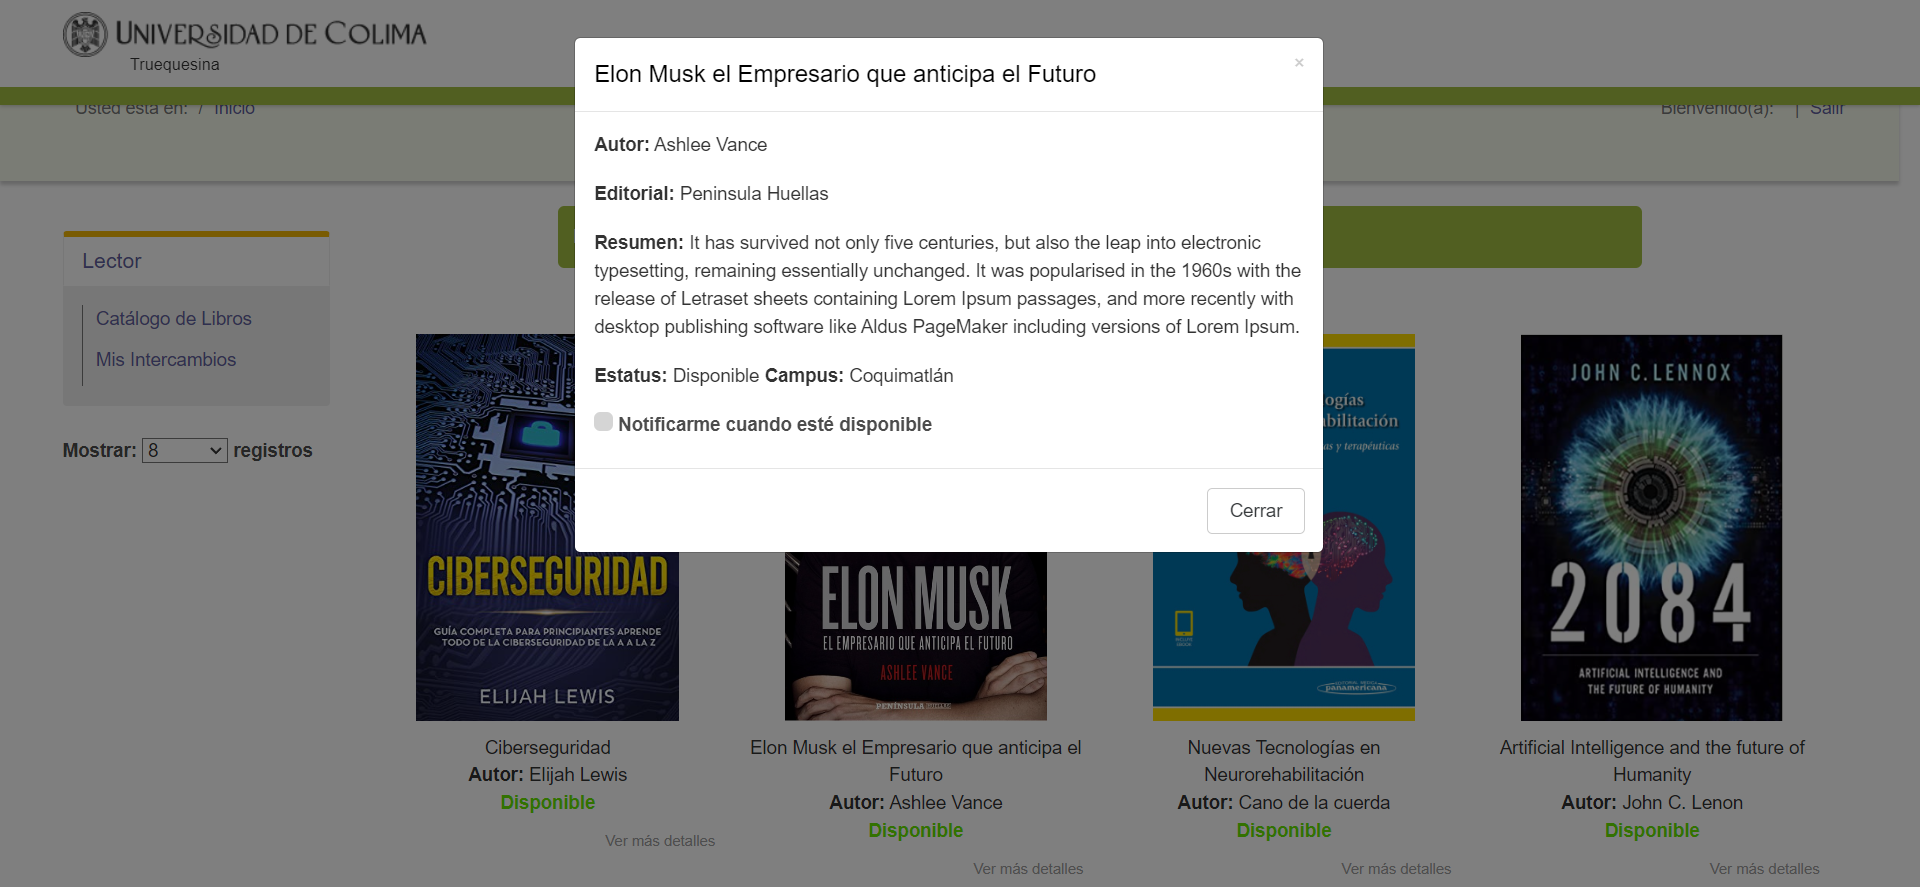 UNIVERSIDAD DE COLIMA
Truequesina
Usted está en: / Inicio
Bienvenido(a): | Salir
Elon Musk el Empresario que anticipa el Futuro
×
Autor: Ashlee Vance
Editorial: Peninsula Huellas
Resumen: It has survived not only five centuries, but also the leap into electronic
typesetting, remaining essentially unchanged. It was popularised in the 1960s with the
release of Letraset sheets containing Lorem Ipsum passages, and more recently with
desktop publishing software like Aldus PageMaker including versions of Lorem Ipsum.
Estatus: Disponible Campus: Coquimatlán
Notificarme cuando esté disponible
Cerrar
Lector
Catálogo de Libros
Mis Intercambios
Mostrar: 8 registros
CIBERSEGURIDAD
GUÍA COMPLETA PARA PRINCIPIANTES APRENDE
TODO DE LA CIBERSEGURIDAD DE LA A A LA Z
ELIJAH LEWIS
Ciberseguridad
Autor: Elijah Lewis
Disponible
Ver más detalles
ELON MUSK
EL EMPRESARIO QUE ANTICIPA EL FUTURO
ASHLEE VANCE
PENÍNSULA HUELLAS
Elon Musk el Empresario que anticipa el
Futuro
Autor: Ashlee Vance
Disponible
Ver más detalles
ogías
bilitación
as y terapéuticas
panamericana
Nuevas Tecnologías en
Neurorehabilitación
Autor: Cano de la cuerda
Disponible
Ver más detalles
JOHN C. LENNOX
2084
ARTIFICIAL INTELLIGENCE AND
THE FUTURE OF HUMANITY
Artificial Intelligence and the future of
Humanity
Autor: John C. Lenon
Disponible
Ver más detalles